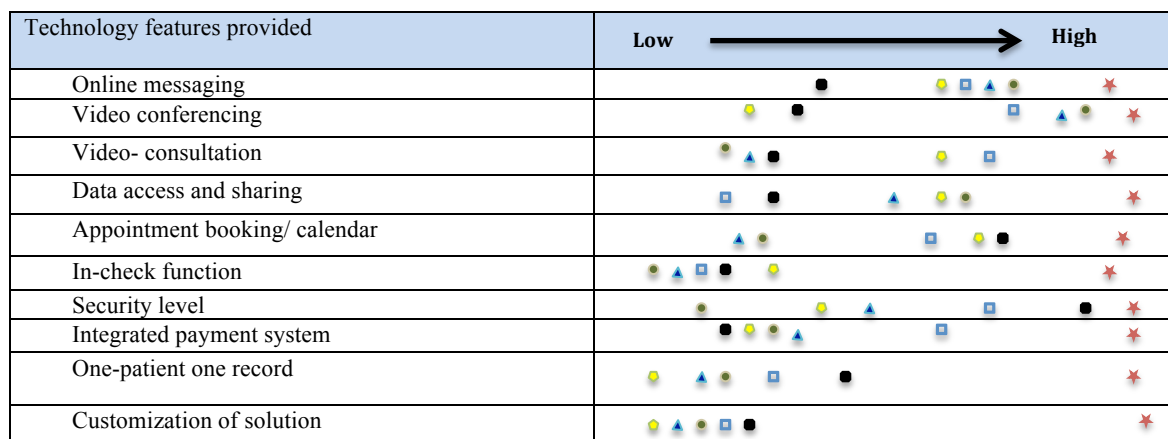 Technology features provided
Low High
Online messaging
Video conferencing
Video- consultation
Data access and sharing
Appointment booking/ calendar
In-check function
Security level
Integrated payment system
One-patient one record
Customization of solution